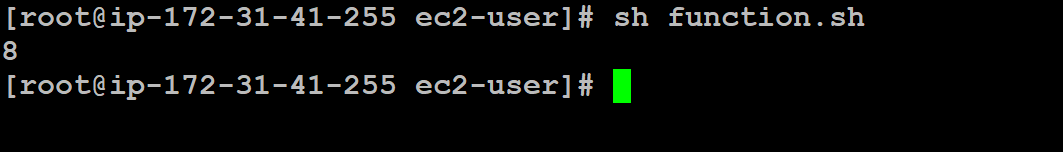 [root@ip-172-31-41-255 ec2-user]# sh function.sh
8
[root@ip-172-31-41-255 ec2-user]#